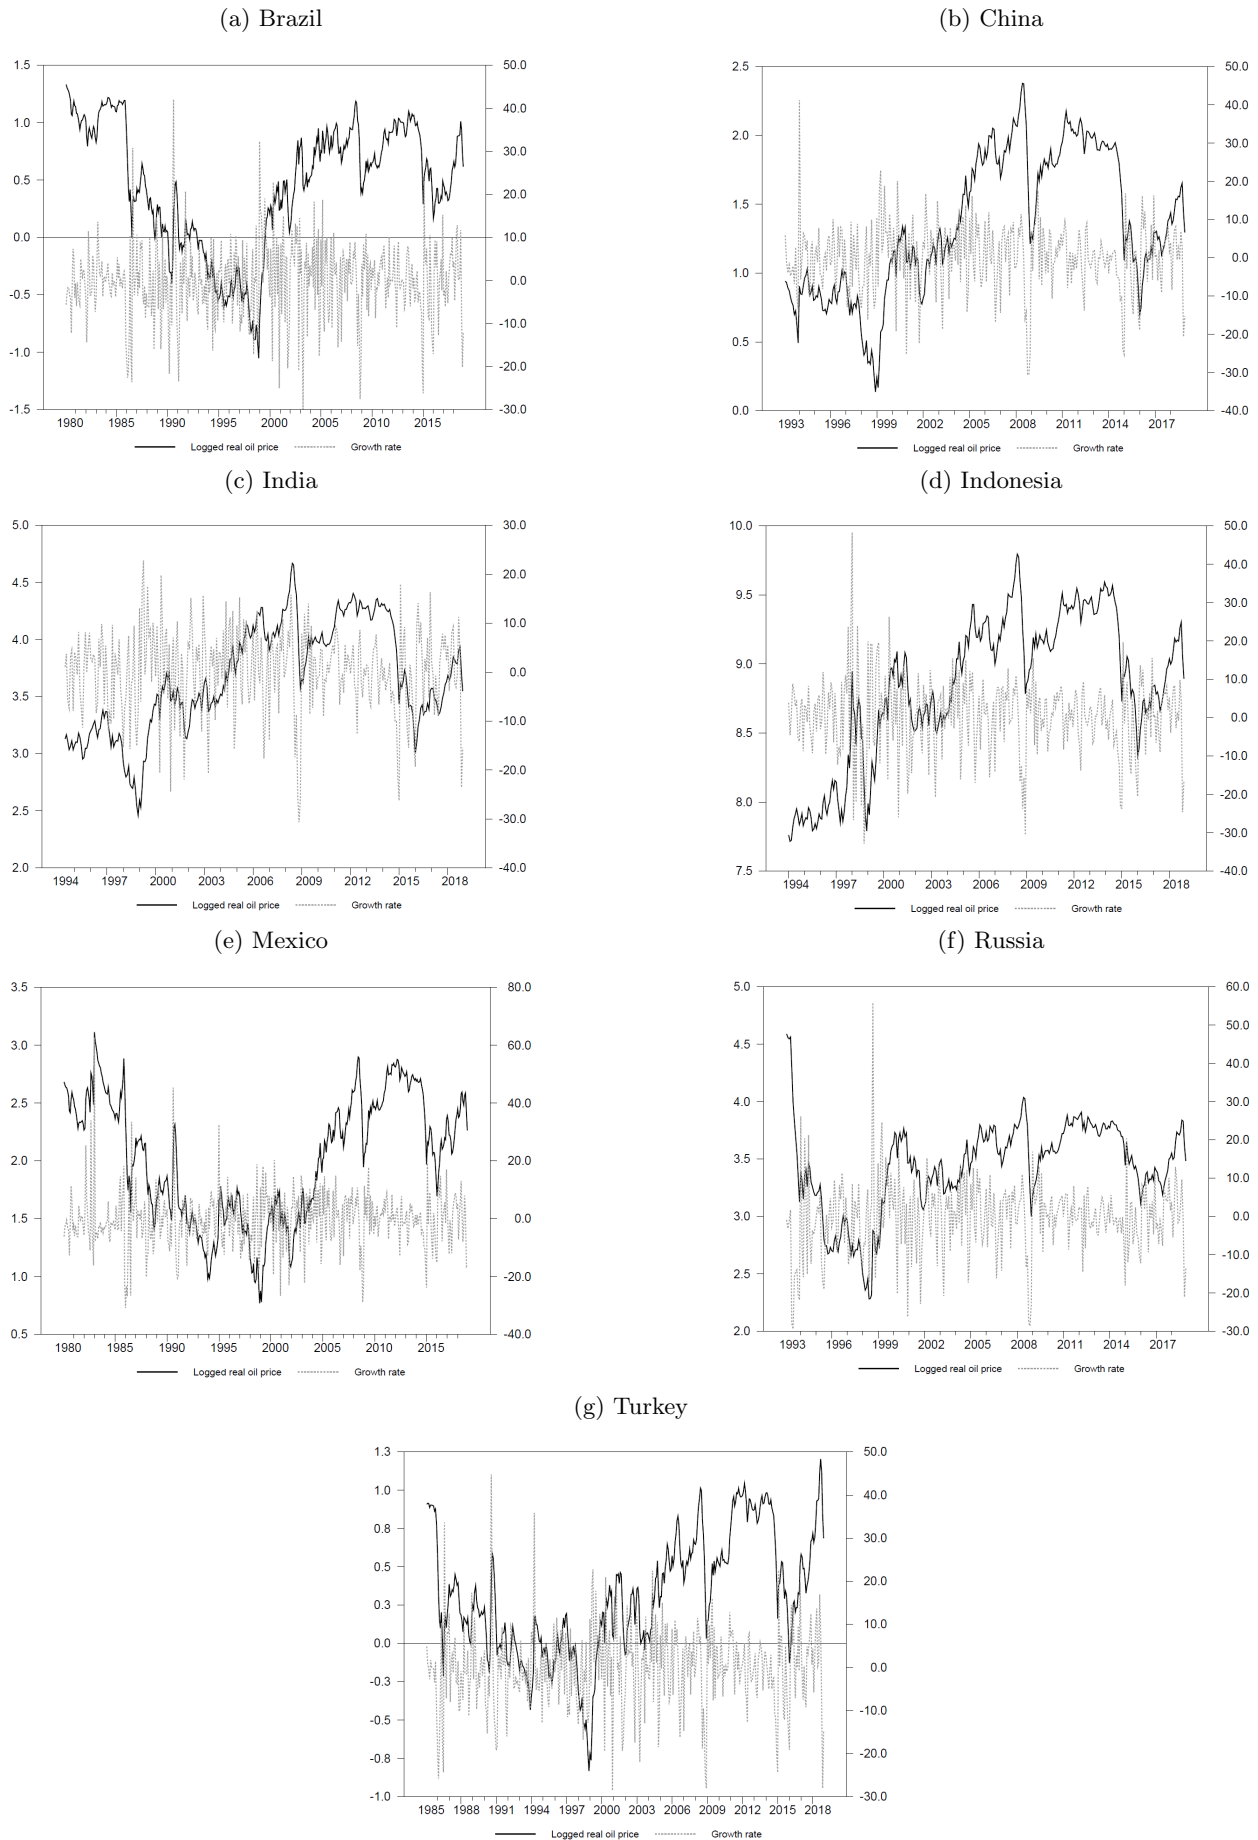 (a) Brazil
(b) China
1.5 1.0 0.5 0.0 -0.5 -1.0 -1.5
50.0 40.0 30.0 20.0 10.0 0.0 -10.0 -20.0 -30.0
1980 1985 1990 1995 2000 2005 2010 2015
Logged real oil price Growth rate
2.5 2.0 1.5 1.0 0.5 0.0
50.0 40.0 30.0 20.0 10.0 0.0 -10.0 -20.0 -30.0 -40.0
1993 1996 1999 2002 2005 2008 2011 2014 2017
Logged real oil price Growth rate
(c) India
(d) Indonesia
5.0 4.5 4.0 3.5 3.0 2.5 2.0
30.0 20.0 10.0 0.0 -10.0 -20.0 -30.0 -40.0
1994 1997 2000 2003 2006 2009 2012 2015 2018
Logged real oil price Growth rate
10.0 9.5 9.0 8.5 8.0 7.5
50.0 40.0 30.0 20.0 10.0 0.0 -10.0 -20.0 -30.0 -40.0
1994 1997 2000 2003 2006 2009 2012 2015 2018
Logged real oil price Growth rate
(e) Mexico
(f) Russia
3.5 3.0 2.5 2.0 1.5 1.0 0.5
80.0 60.0 40.0 20.0 0.0 -20.0 -40.0
1980 1985 1990 1995 2000 2005 2010 2015
Logged real oil price Growth rate
5.0 4.5 4.0 3.5 3.0 2.5 2.0
60.0 50.0 40.0 30.0 20.0 10.0 0.0 -10.0 -20.0 -30.0
1993 1996 1999 2002 2005 2008 2011 2014 2017
Logged real oil price Growth rate
(g) Turkey
1.3 1.0 0.8 0.5 0.3 0.0 -0.3 -0.5 -0.8 -1.0
50.0 40.0 30.0 20.0 10.0 0.0 -10.0 -20.0 -30.0
1985 1988 1991 1994 1997 2000 2003 2006 2009 2012 2015 2018
Logged real oil price Growth rate